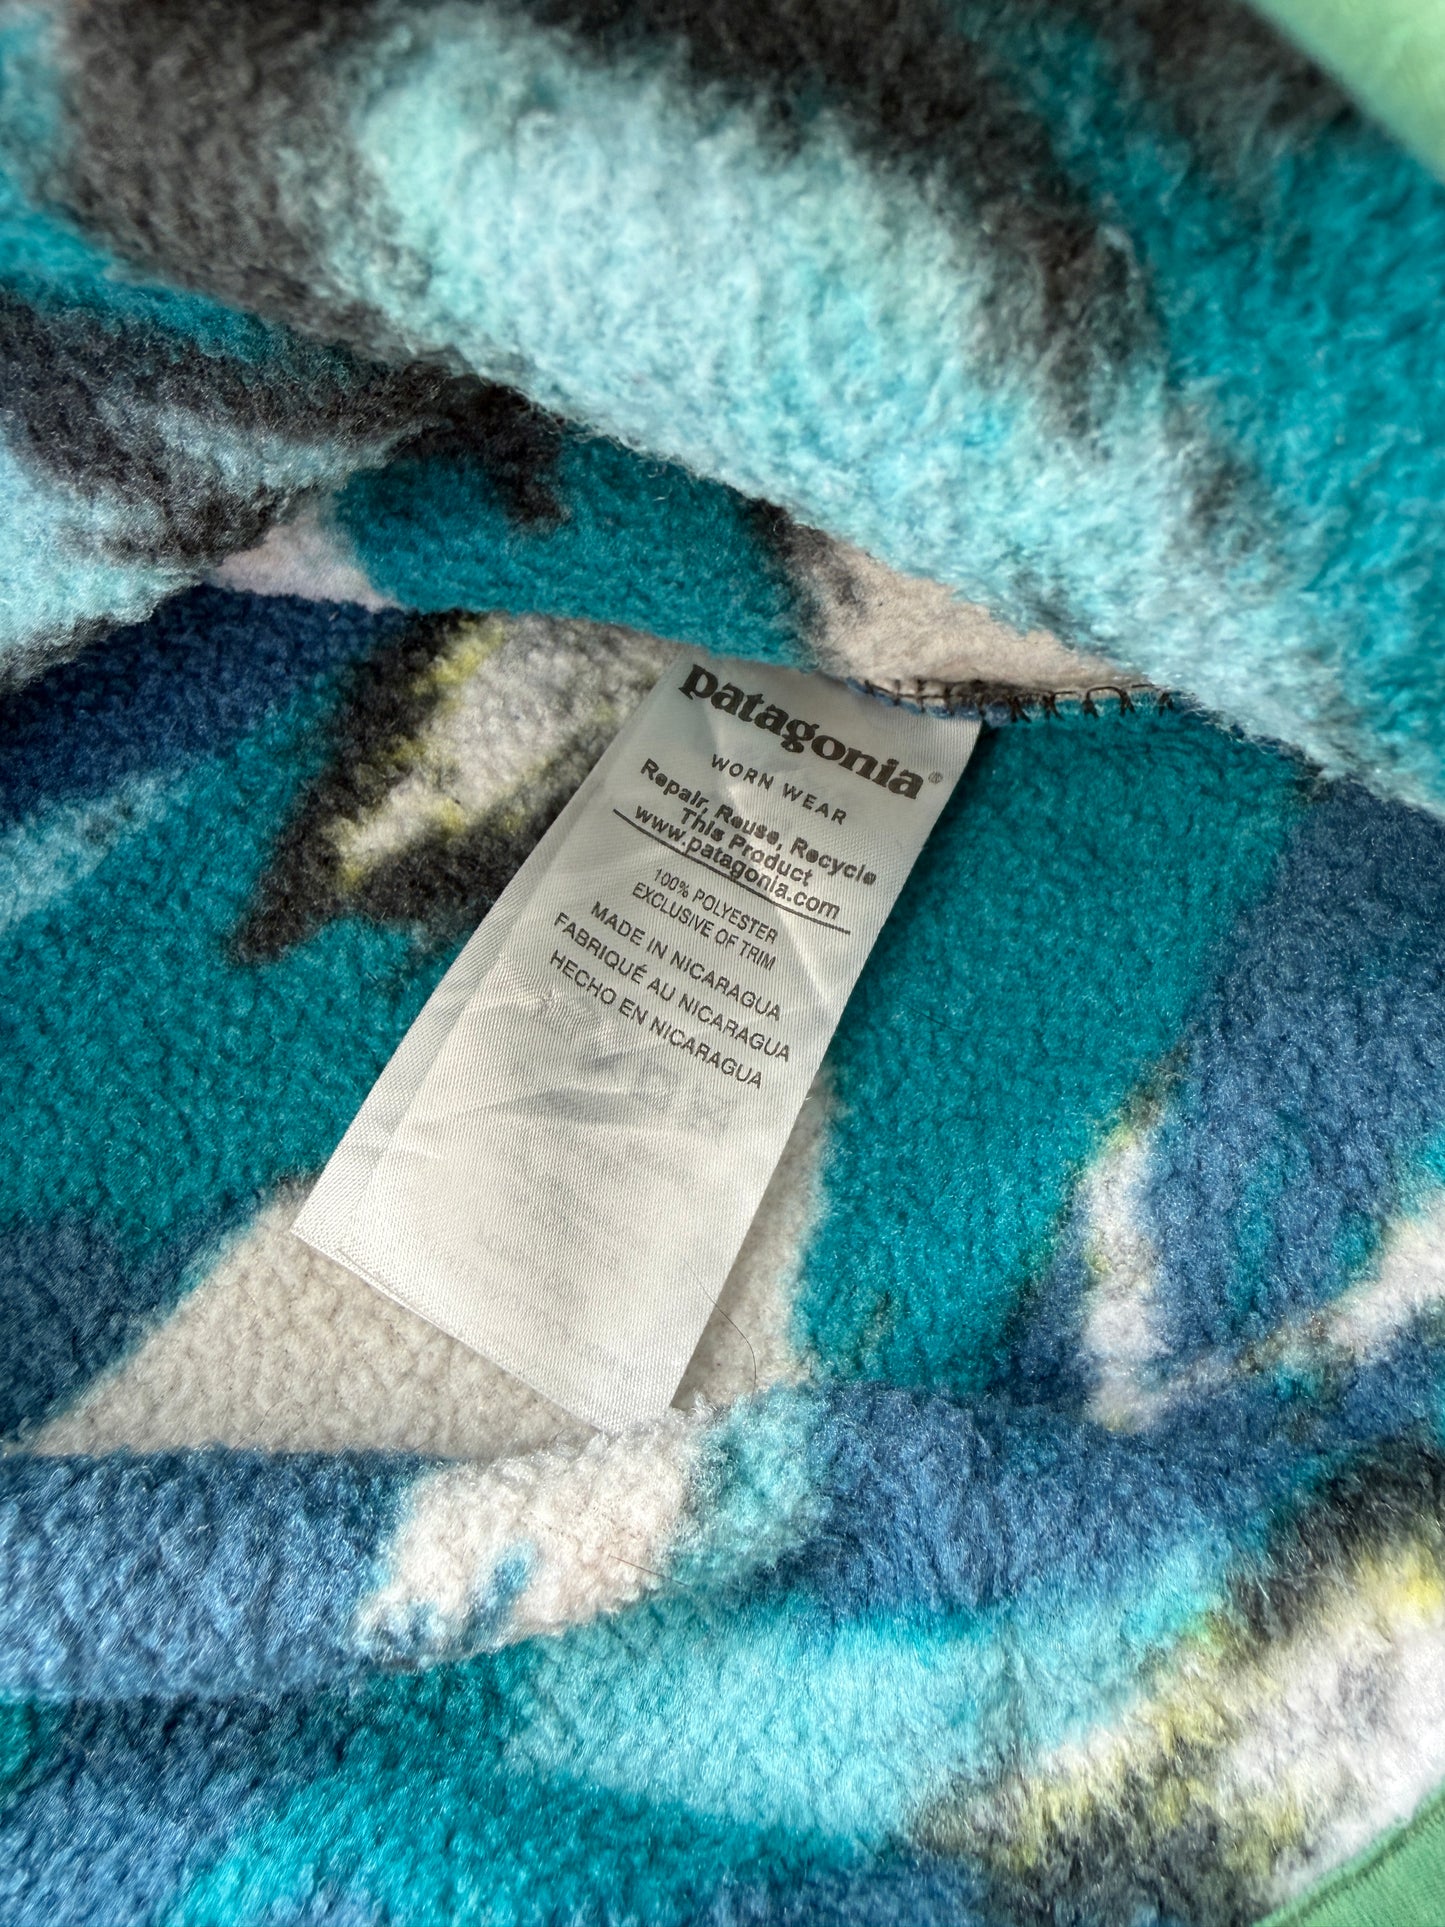 patagonia®
WORN WEAR
Repair, Reuse, Recycle
This Product
www.patagonia.com
100% POLYESTER
EXCLUSIVE OF TRIM
MADE IN NICARAGUA
FABRIQUÉ AU NICARAGUA
HECHO EN NICARAGUA